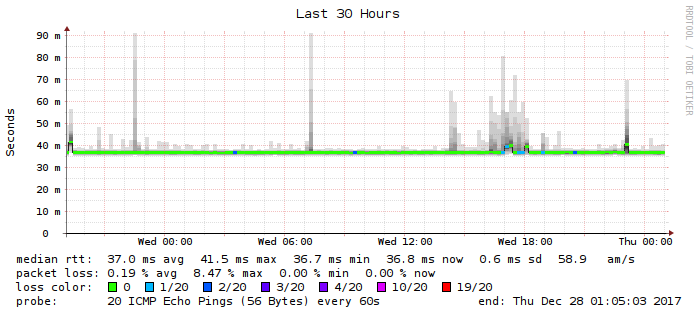 Last 30 Hours
RRDTOOL / TOBI OETIKER
Seconds
90 m
80 m
70 m
60 m
50 m
40 m
30 m
20 m
10 m
0
Wed 00:00 Wed 06:00 Wed 12:00 Wed 18:00 Thu 00:00
median rtt: 37.0 ms avg 41.5 ms max 36.7 ms min 36.8 ms now 0.6 ms sd 58.9 am/s
packet loss: 0.19 % avg 8.47 % max 0.00 % min 0.00 % now
loss color: 0 1/20 2/20 3/20 4/20 10/20 19/20
probe: 20 ICMP Echo Pings (56 Bytes) every 60s end: Thu Dec 28 01:05:03 2017